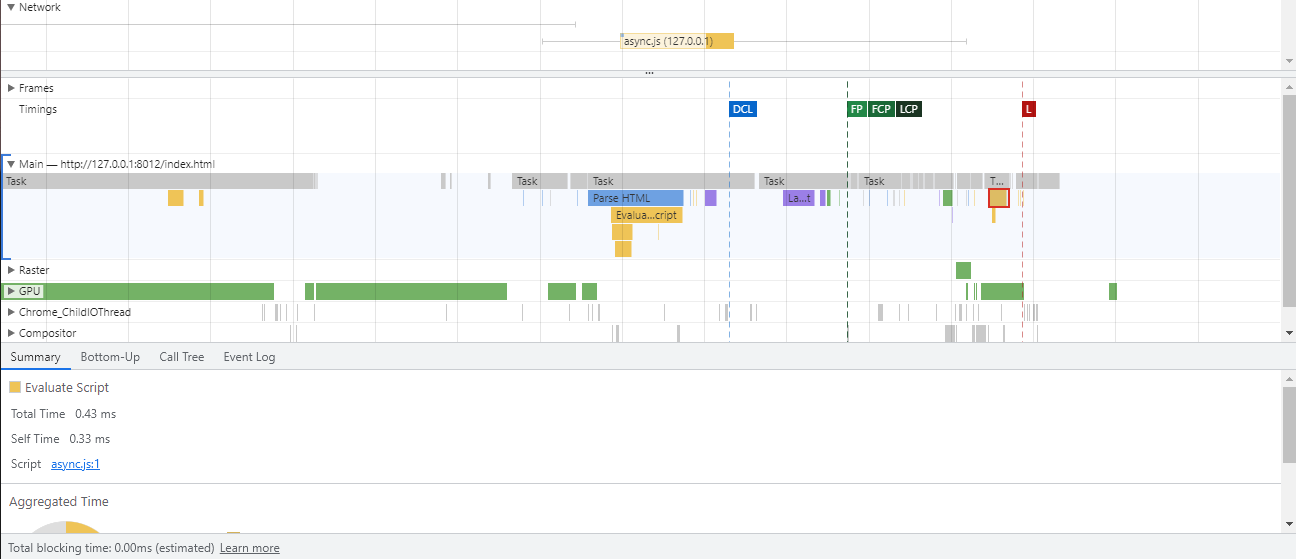 Network
async.js (127.0.0.1)
...
Frames
Timings
DCL FP FCP LCP L
Main — http://127.0.0.1:8012/index.html
Task Task Task Task Task T...
Parse HTML La...t
Evalua...cript
Raster
GPU
Chrome_ChildIOThread
Compositor
Summary Bottom-Up Call Tree Event Log
Evaluate Script
Total Time 0.43 ms
Self Time 0.33 ms
Script async.js:1
Aggregated Time
Total blocking time: 0.00ms (estimated) Learn more